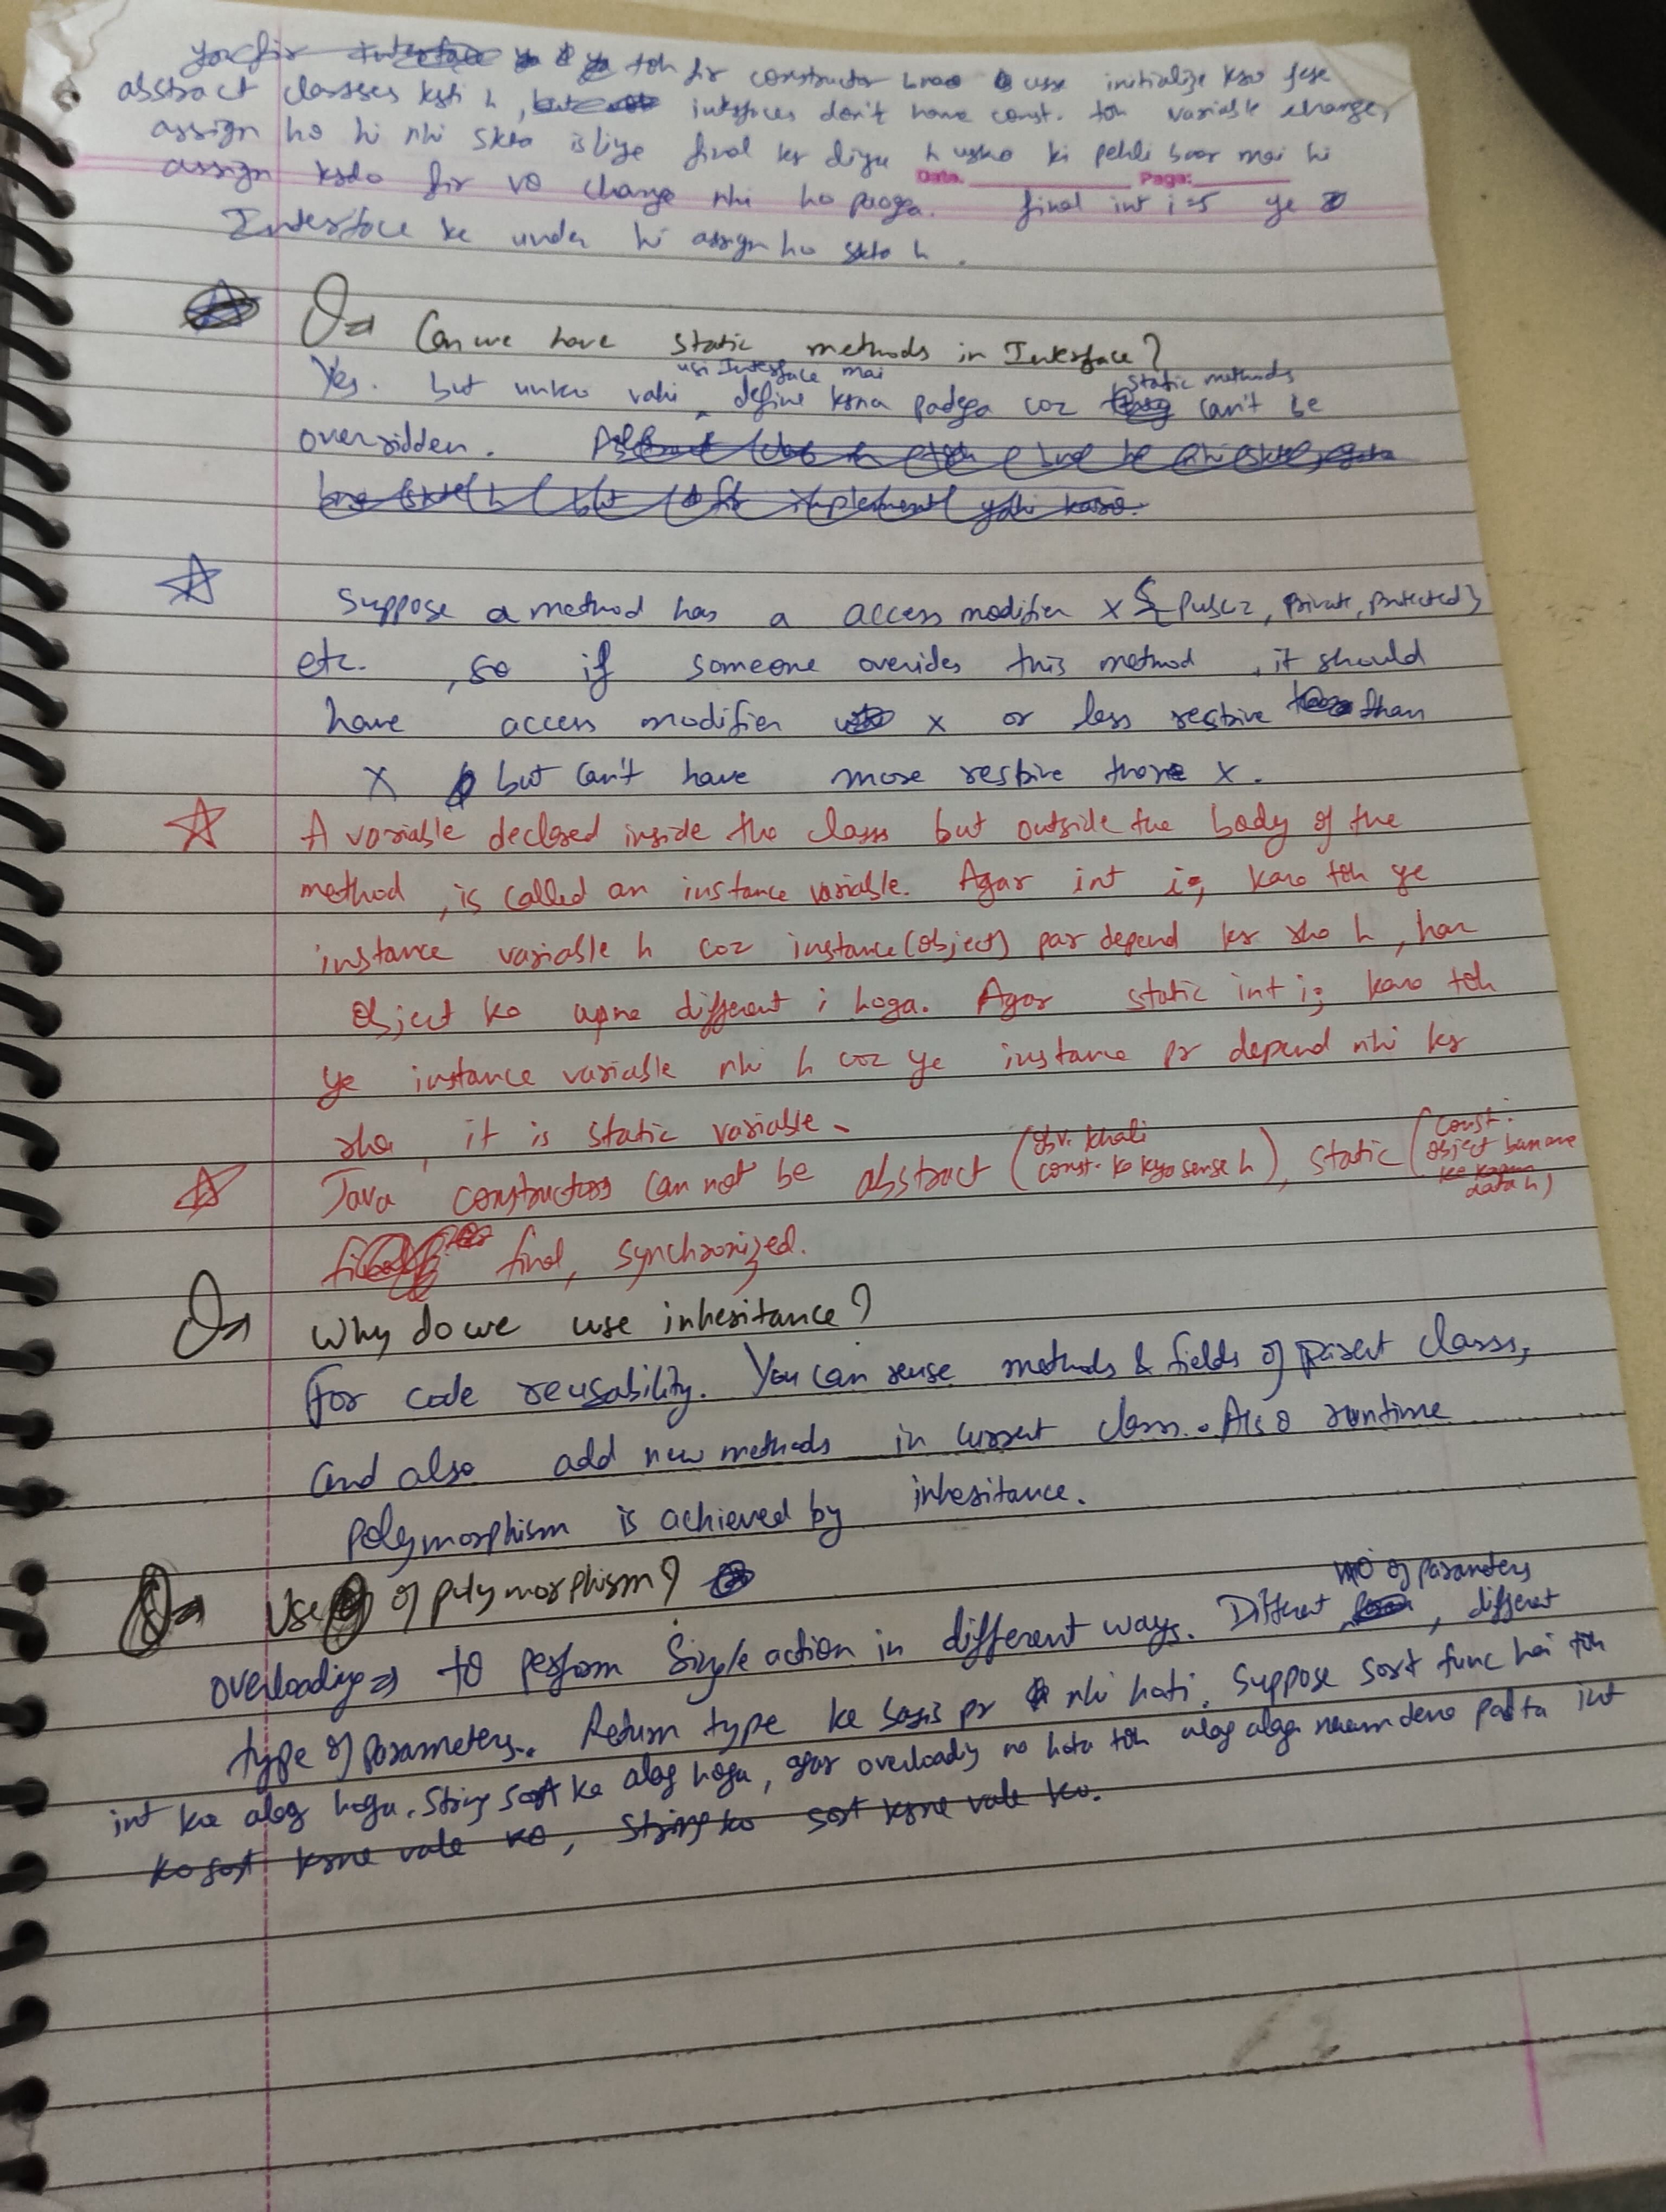 toh fir constructor use initialize karo jese
abstract classes krti h, interfaces don't have const. toh variable change,
assign ho hi nhi skta isliye final kr diya h usko ki pehli baar mai hi
assign krdo fir vo change nhi ho paega. final int i=5 ye
Date. Page:
Interface ke under hi assign ho skta h.
Q→ Can we have static methods in Interface?
Yes. but unko vahi usi Interface mai define krna padega coz static methods can't be
overridden.
Suppose a method has a access modifier x {public, private, protected}
etc. , so if someone overides this method , it should
have access modifier x or less restive than
X but can't have more restive than x.
A variable declared inside the class but outside the body of the
method , is called an instance variable. Agar int i; karo toh ye
instance variable h coz instance(object) par depend kr rha h , har
object ka apna different i hoga. Agar static int i; karo toh
ye instance variable nhi h coz ye instance pr depend nhi kr
rha, it is static variable.
Java constructors can not be abstract (obv. khali const. ka kya sense h), static (const. object banane ke kaam aata h)
final, synchronized.
Q→ Why do we use inheritance?
For code reusability. You can reuse methods & fields of parent class,
and also add new methods in current class. Also runtime
polymorphism is achieved by inheritance.
Q→ Use of polymorphism?
overloading⇒ to perform Single action in different ways. Different no of parameters, different
type of parameters. Return type ke basis pr nhi hoti. Suppose sort func hai toh
int ka alag hoga. String sort ka alag hoga, agar overloading na hota toh alag alag naam dena padta int
ko sort krne vale ko, String ko sort krne vale ko.